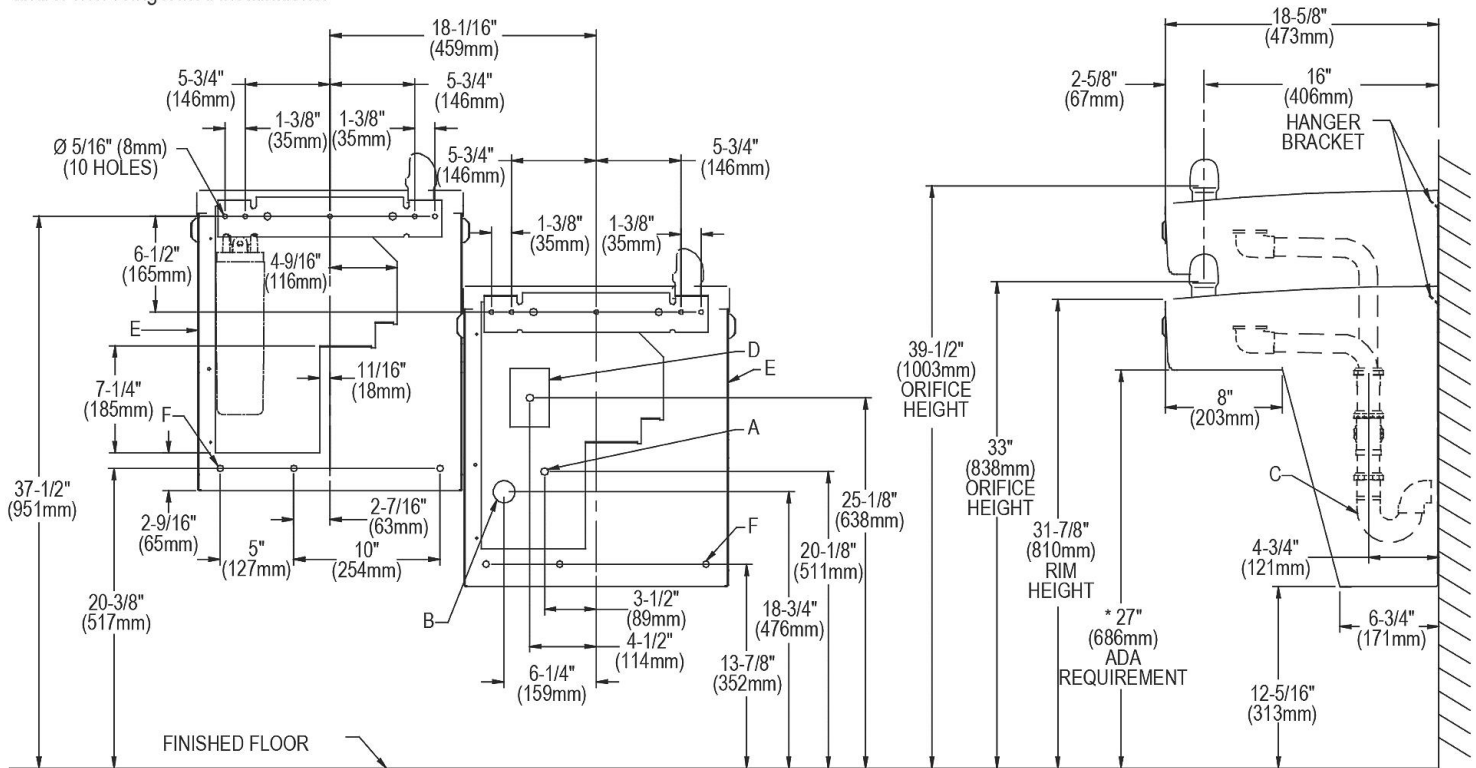 18-1/16"
(459mm)
5-3/4"
(146mm)
5-3/4"
(146mm)
1-3/8"
(35mm)
1-3/8"
(35mm)
Ø 5/16" (8mm)
(10 HOLES)
5-3/4"
(146mm)
5-3/4"
(146mm)
1-3/8"
(35mm)
1-3/8"
(35mm)
6-1/2"
(165mm)
4-9/16"
(116mm)
E
11/16"
(18mm)
7-1/4"
(185mm)
F
D
E
A
37-1/2"
(951mm)
2-9/16"
(65mm)
2-7/16"
(63mm)
5"
(127mm)
10"
(254mm)
20-3/8"
(517mm)
B
F
3-1/2"
(89mm)
4-1/2"
(114mm)
6-1/4"
(159mm)
25-1/8"
(638mm)
20-1/8"
(511mm)
18-3/4"
(476mm)
13-7/8"
(352mm)
FINISHED FLOOR
18-5/8"
(473mm)
2-5/8"
(67mm)
16"
(406mm)
HANGER
BRACKET
39-1/2"
(1003mm)
ORIFICE
HEIGHT
8"
(203mm)
33"
(838mm)
ORIFICE
HEIGHT
C
31-7/8"
(810mm)
RIM
HEIGHT
4-3/4"
(121mm)
* 27"
(686mm)
ADA
REQUIREMENT
6-3/4"
(171mm)
12-5/16"
(313mm)